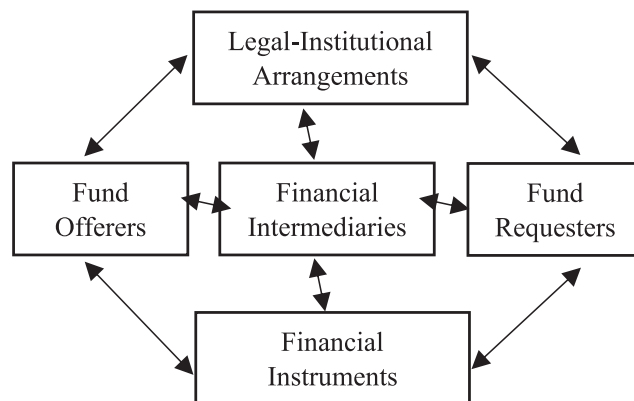 Legal-Institutional
Arrangements
Fund
Offerers
Financial
Intermediaries
Fund
Requesters
Financial
Instruments